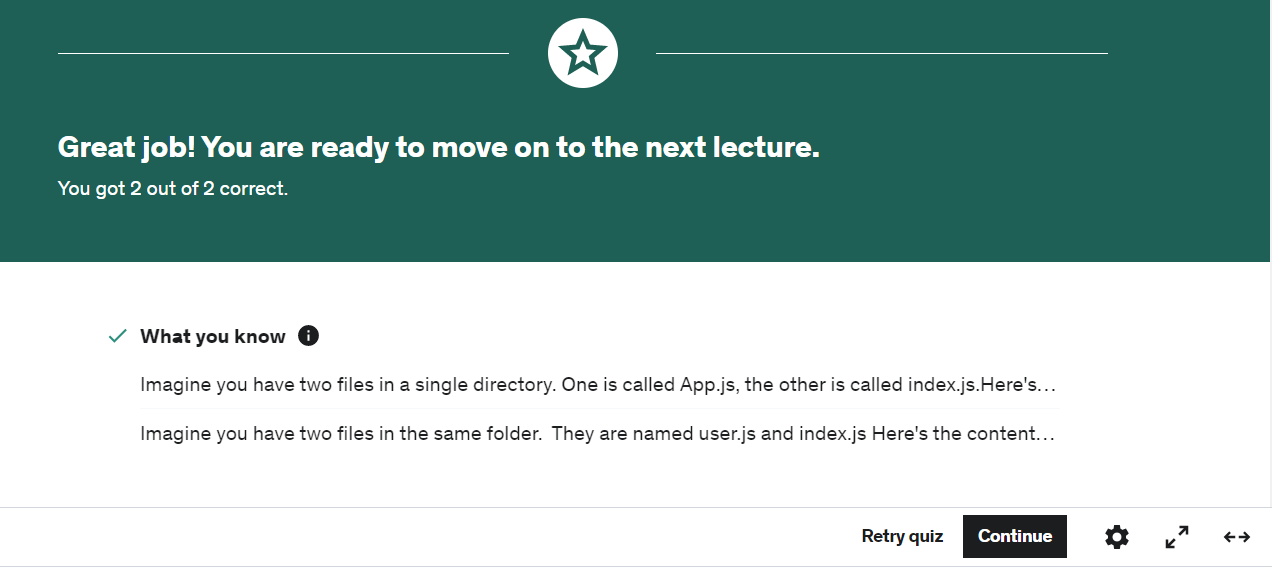 Great job! You are ready to move on to the next lecture.
You got 2 out of 2 correct.
What you know
Imagine you have two files in a single directory. One is called App.js, the other is called index.js.Here's...
Imagine you have two files in the same folder.  They are named user.js and index.js Here's the content...
Retry quiz Continue